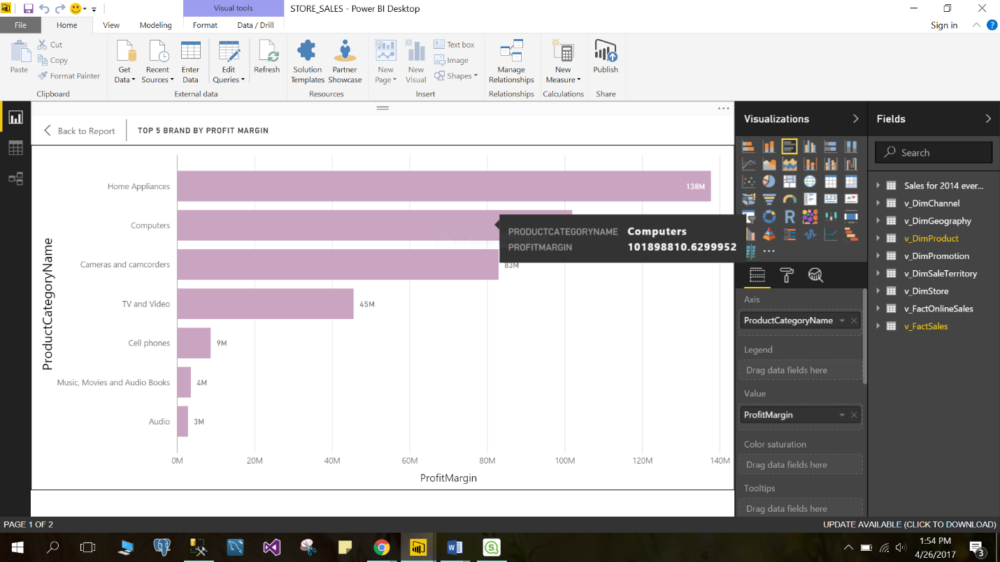 STORE_SALES - Power BI Desktop
Visual tools
File
Home
View
Modeling
Format
Data / Drill
Sign in
Paste
Cut
Copy
Format Painter
Clipboard
Get Data
Recent Sources
Enter Data
Edit Queries
Refresh
External data
Solution Templates
Partner Showcase
Resources
New Page
New Visual
Text box
Image
Shapes
Insert
Manage Relationships
Relationships
New Measure
Calculations
Publish
Share
Back to Report
TOP 5 BRAND BY PROFIT MARGIN
ProductCategoryName
Home Appliances
138M
Computers
Cameras and camcorders
83M
TV and Video
45M
Cell phones
9M
Music, Movies and Audio Books
4M
Audio
3M
0M 20M 40M 60M 80M 100M 120M 140M
ProfitMargin
PRODUCTCATEGORYNAME Computers
PROFITMARGIN 101898810.6299952
Visualizations
R
123
Axis
ProductCategoryName
Legend
Drag data fields here
Value
ProfitMargin
Color saturation
Drag data fields here
Tooltips
Drag data fields here
Fields
Search
Sales for 2014 ever...
v_DimChannel
v_DimGeography
v_DimProduct
v_DimPromotion
v_DimSaleTerritory
v_DimStore
v_FactOnlineSales
v_FactSales
PAGE 1 OF 2
UPDATE AVAILABLE (CLICK TO DOWNLOAD)
1:54 PM
4/26/2017
3